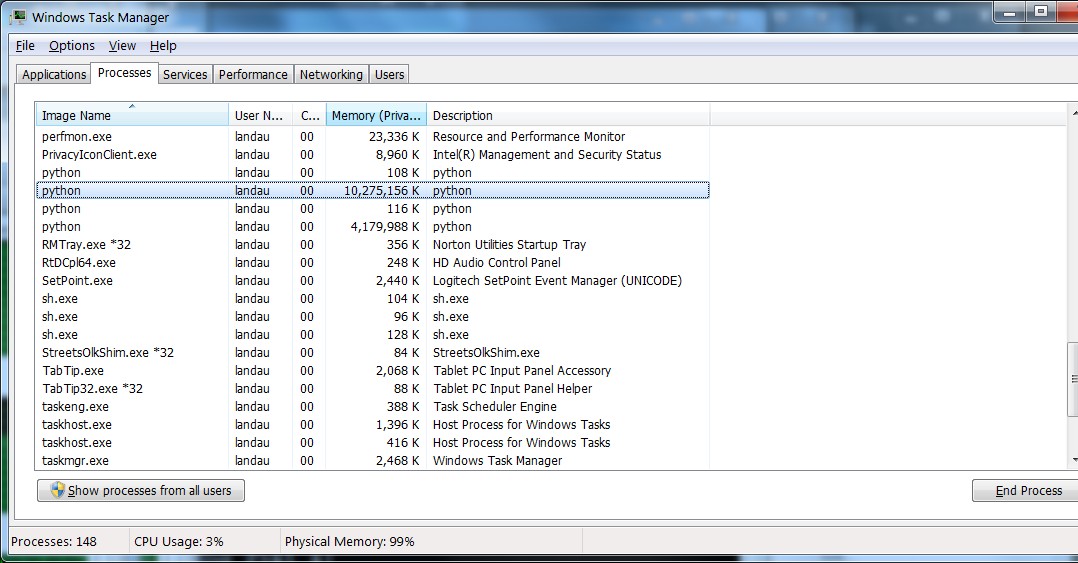 Windows Task Manager
File Options View Help
Applications Processes Services Performance Networking Users
Image Name User N... C... Memory (Priva... Description
perfmon.exe landau 00 23,336 K Resource and Performance Monitor
PrivacyIconClient.exe landau 00 8,960 K Intel(R) Management and Security Status
python landau 00 108 K python
python landau 00 10,275,156 K python
python landau 00 116 K python
python landau 00 4,179,988 K python
RMTray.exe *32 landau 00 356 K Norton Utilities Startup Tray
RtDCpl64.exe landau 00 248 K HD Audio Control Panel
SetPoint.exe landau 00 2,440 K Logitech SetPoint Event Manager (UNICODE)
sh.exe landau 00 104 K sh.exe
sh.exe landau 00 96 K sh.exe
sh.exe landau 00 128 K sh.exe
StreetsOlkShim.exe *32 landau 00 84 K StreetsOlkShim.exe
TabTip.exe landau 00 2,068 K Tablet PC Input Panel Accessory
TabTip32.exe *32 landau 00 88 K Tablet PC Input Panel Helper
taskeng.exe landau 00 388 K Task Scheduler Engine
taskhost.exe landau 00 1,396 K Host Process for Windows Tasks
taskhost.exe landau 00 416 K Host Process for Windows Tasks
taskmgr.exe landau 00 2,468 K Windows Task Manager
Show processes from all users End Process
Processes: 148 CPU Usage: 3% Physical Memory: 99%